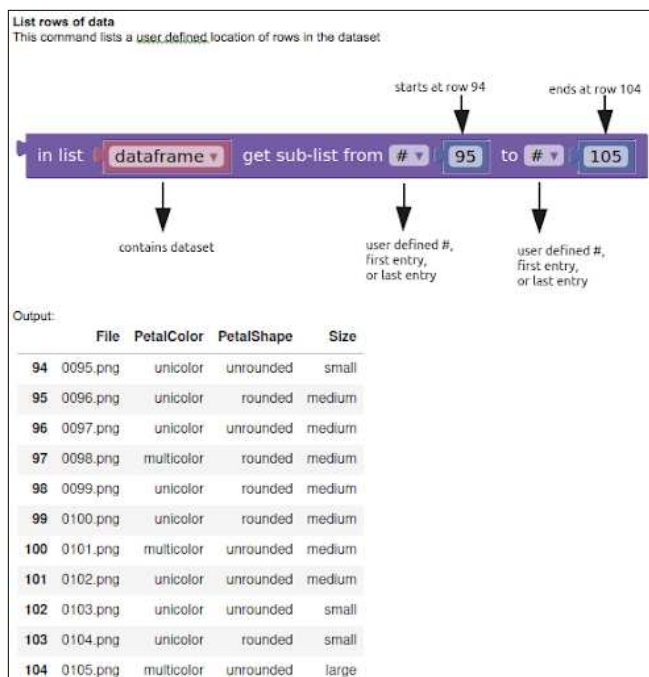 List rows of data
This command lists a user defined location of rows in the dataset
starts at row 94 ends at row 104
in list dataframe get sub-list from # 95 to # 105
contains dataset
user defined #,
first entry,
or last entry
user defined #,
first entry,
or last entry
Output:
File PetalColor PetalShape Size
94 0095.png unicolor unrounded small
95 0096.png unicolor rounded medium
96 0097.png unicolor unrounded medium
97 0098.png multicolor rounded medium
98 0099.png unicolor rounded medium
99 0100.png unicolor rounded medium
100 0101.png multicolor unrounded medium
101 0102.png unicolor unrounded medium
102 0103.png unicolor unrounded small
103 0104.png unicolor rounded small
104 0105.png multicolor unrounded large